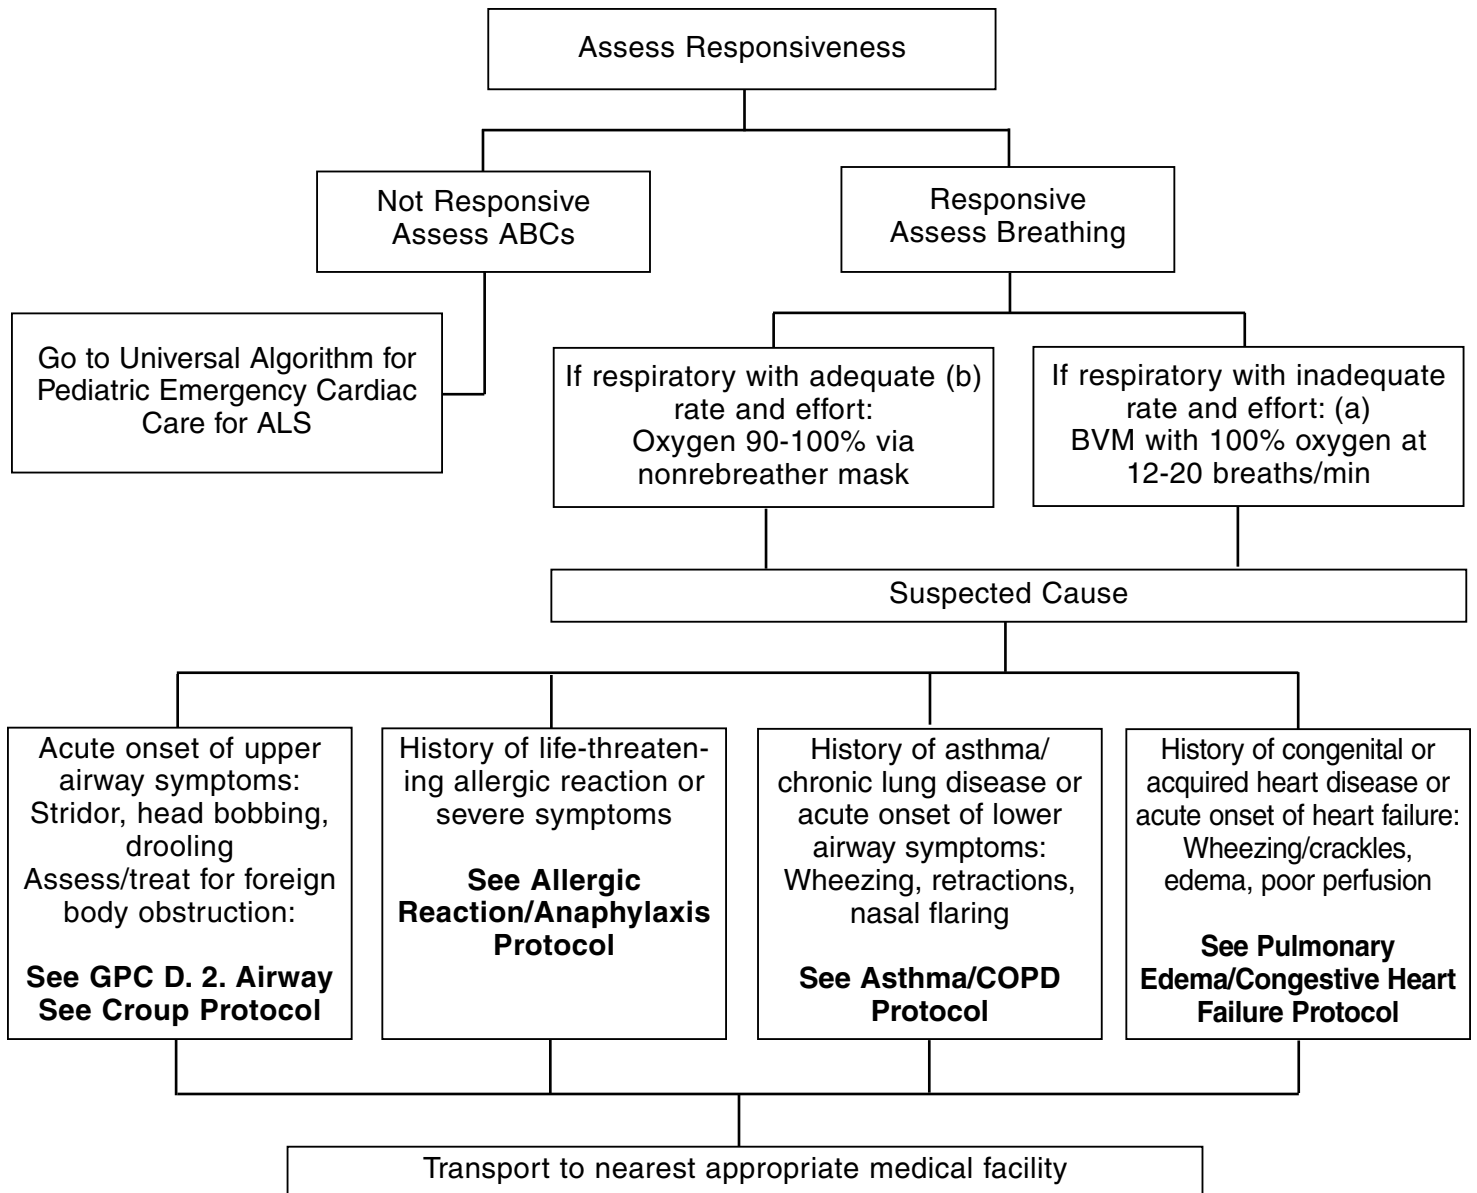 Assess Responsiveness
Not Responsive
Assess ABCs
Responsive
Assess Breathing
Go to Universal Algorithm for
Pediatric Emergency Cardiac
Care for ALS
If respiratory with adequate (b)
rate and effort:
Oxygen 90-100% via
nonrebreather mask
If respiratory with inadequate
rate and effort: (a)
BVM with 100% oxygen at
12-20 breaths/min
Suspected Cause
Acute onset of upper
airway symptoms:
Stridor, head bobbing,
drooling
Assess/treat for foreign
body obstruction:
See GPC D. 2. Airway
See Croup Protocol
History of life-threaten-
ing allergic reaction or
severe symptoms
See Allergic
Reaction/Anaphylaxis
Protocol
History of asthma/
chronic lung disease or
acute onset of lower
airway symptoms:
Wheezing, retractions,
nasal flaring
See Asthma/COPD
Protocol
History of congenital or
acquired heart disease or
acute onset of heart failure:
Wheezing/crackles,
edema, poor perfusion
See Pulmonary
Edema/Congestive Heart
Failure Protocol
Transport to nearest appropriate medical facility